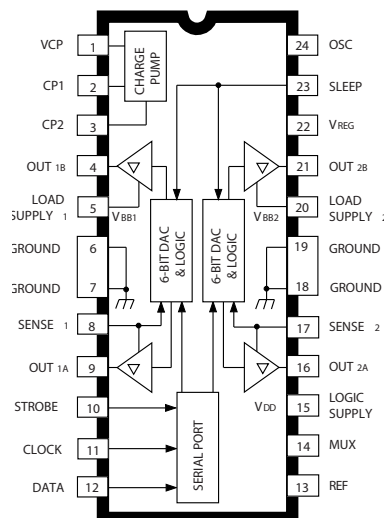 VCP 1
CP1 2
CP2 3
OUT 1B 4
LOAD
SUPPLY 1 5
GROUND 6
GROUND 7
SENSE 1 8
OUT 1A 9
STROBE 10
CLOCK 11
DATA 12
CHARGE
PUMP
VBB1
6-BIT DAC
& LOGIC
6-BIT DAC
& LOGIC
VBB2
VDD
SERIAL PORT
24 OSC
23 SLEEP
22 VREG
21 OUT 2B
20 LOAD
SUPPLY 2
19 GROUND
18 GROUND
17 SENSE 2
16 OUT 2A
15 LOGIC
SUPPLY
14 MUX
13 REF